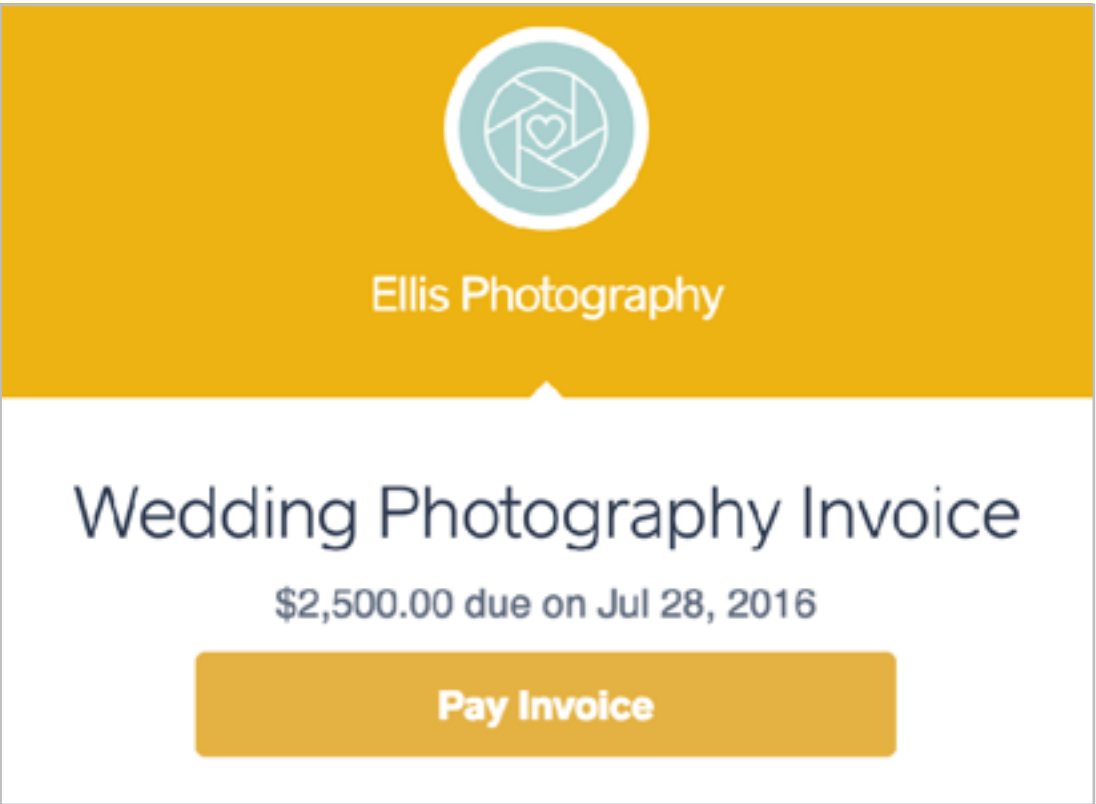 Ellis Photography
Wedding Photography Invoice
$2,500.00 due on Jul 28, 2016
Pay Invoice